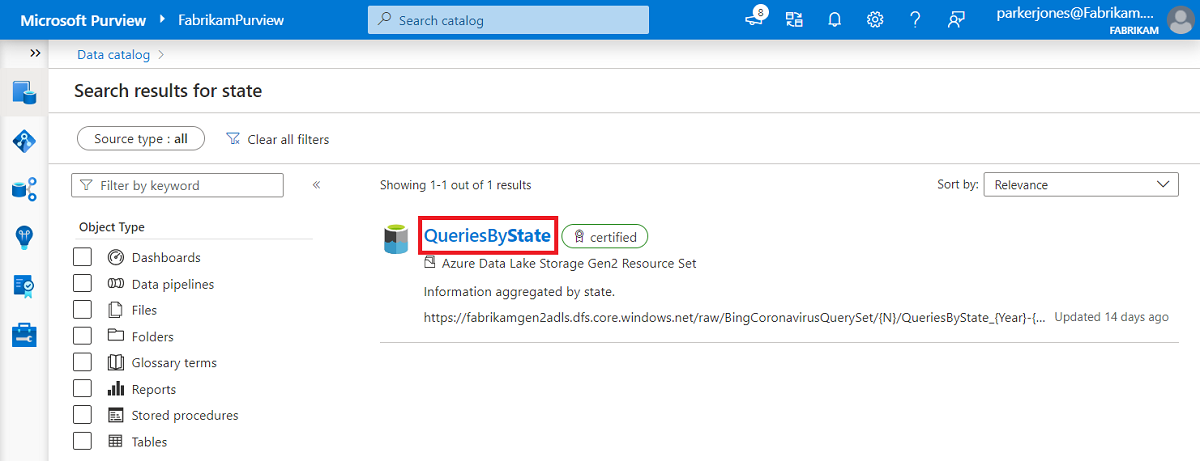 Microsoft Purview FabrikamPurview Search catalog 8 parkerjones@Fabrikam....
FABRIKAM
Data catalog
Search results for state
Source type : all Clear all filters
Filter by keyword Showing 1-1 out of 1 results Sort by: Relevance
Object Type
Dashboards
Data pipelines
Files
Folders
Glossary terms
Reports
Stored procedures
Tables
QueriesByState certified
Azure Data Lake Storage Gen2 Resource Set
Information aggregated by state.
https://fabrikamgen2adls.dfs.core.windows.net/raw/BingCoronavirusQuerySet/{N}/QueriesByState_{Year}-{... Updated 14 days ago